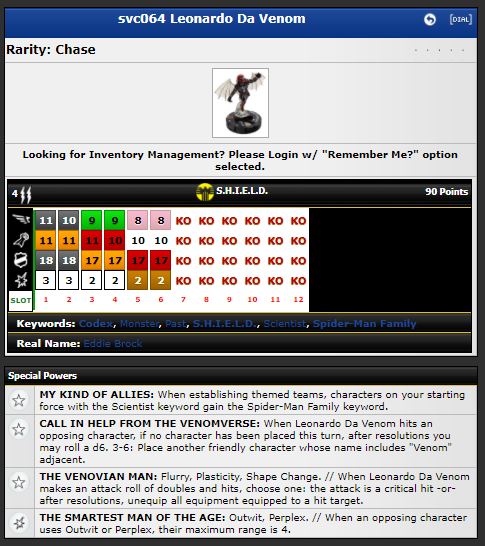 svc064 Leonardo Da Venom
[DIAL]
Rarity: Chase
Looking for Inventory Management? Please Login w/ "Remember Me?" option
selected.
4 S.H.I.E.L.D. 90 Points
11 10 9 9 8 8 KO KO KO KO KO KO
11 11 11 10 10 10 KO KO KO KO KO KO
18 18 17 17 17 17 KO KO KO KO KO KO
3 3 2 2 2 2 KO KO KO KO KO KO
SLOT 1 2 3 4 5 6 7 8 9 10 11 12
Keywords: Codex, Monster, Past, S.H.I.E.L.D., Scientist, Spider-Man Family
Real Name: Eddie Brock
Special Powers
MY KIND OF ALLIES: When establishing themed teams, characters on your starting
force with the Scientist keyword gain the Spider-Man Family keyword.
CALL IN HELP FROM THE VENOMVERSE: When Leonardo Da Venom hits an
opposing character, if no character has been placed this turn, after resolutions you
may roll a d6. 3-6: Place another friendly character whose name includes "Venom"
adjacent.
THE VENOVIAN MAN: Flurry, Plasticity, Shape Change. // When Leonardo Da Venom
makes an attack roll of doubles and hits, choose one: the attack is a critical hit -or-
after resolutions, unequip all equipment equipped to a hit target.
THE SMARTEST MAN OF THE AGE: Outwit, Perplex. // When an opposing character
uses Outwit or Perplex, their maximum range is 4.